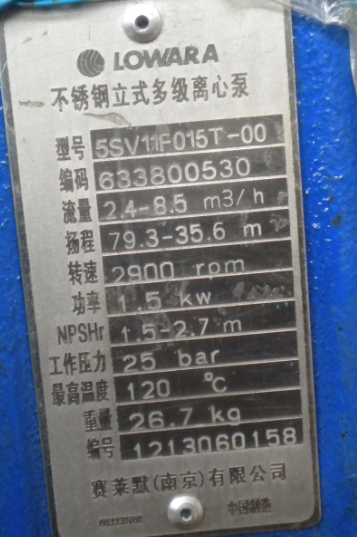 LOWARA
不锈钢立式多级离心泵
型号 5SV11F015T-00
编码 633800530
流量 2.4-8.5 m3/h
扬程 79.3-35.6 m
转速 2900 rpm
功率 1.5 kw
NPSHr 1.5-2.7 m
工作压力 25 bar
最高温度 120 ℃
重量 26.7 kg
编号 1213060158
赛莱默(南京)有限公司
中国制造